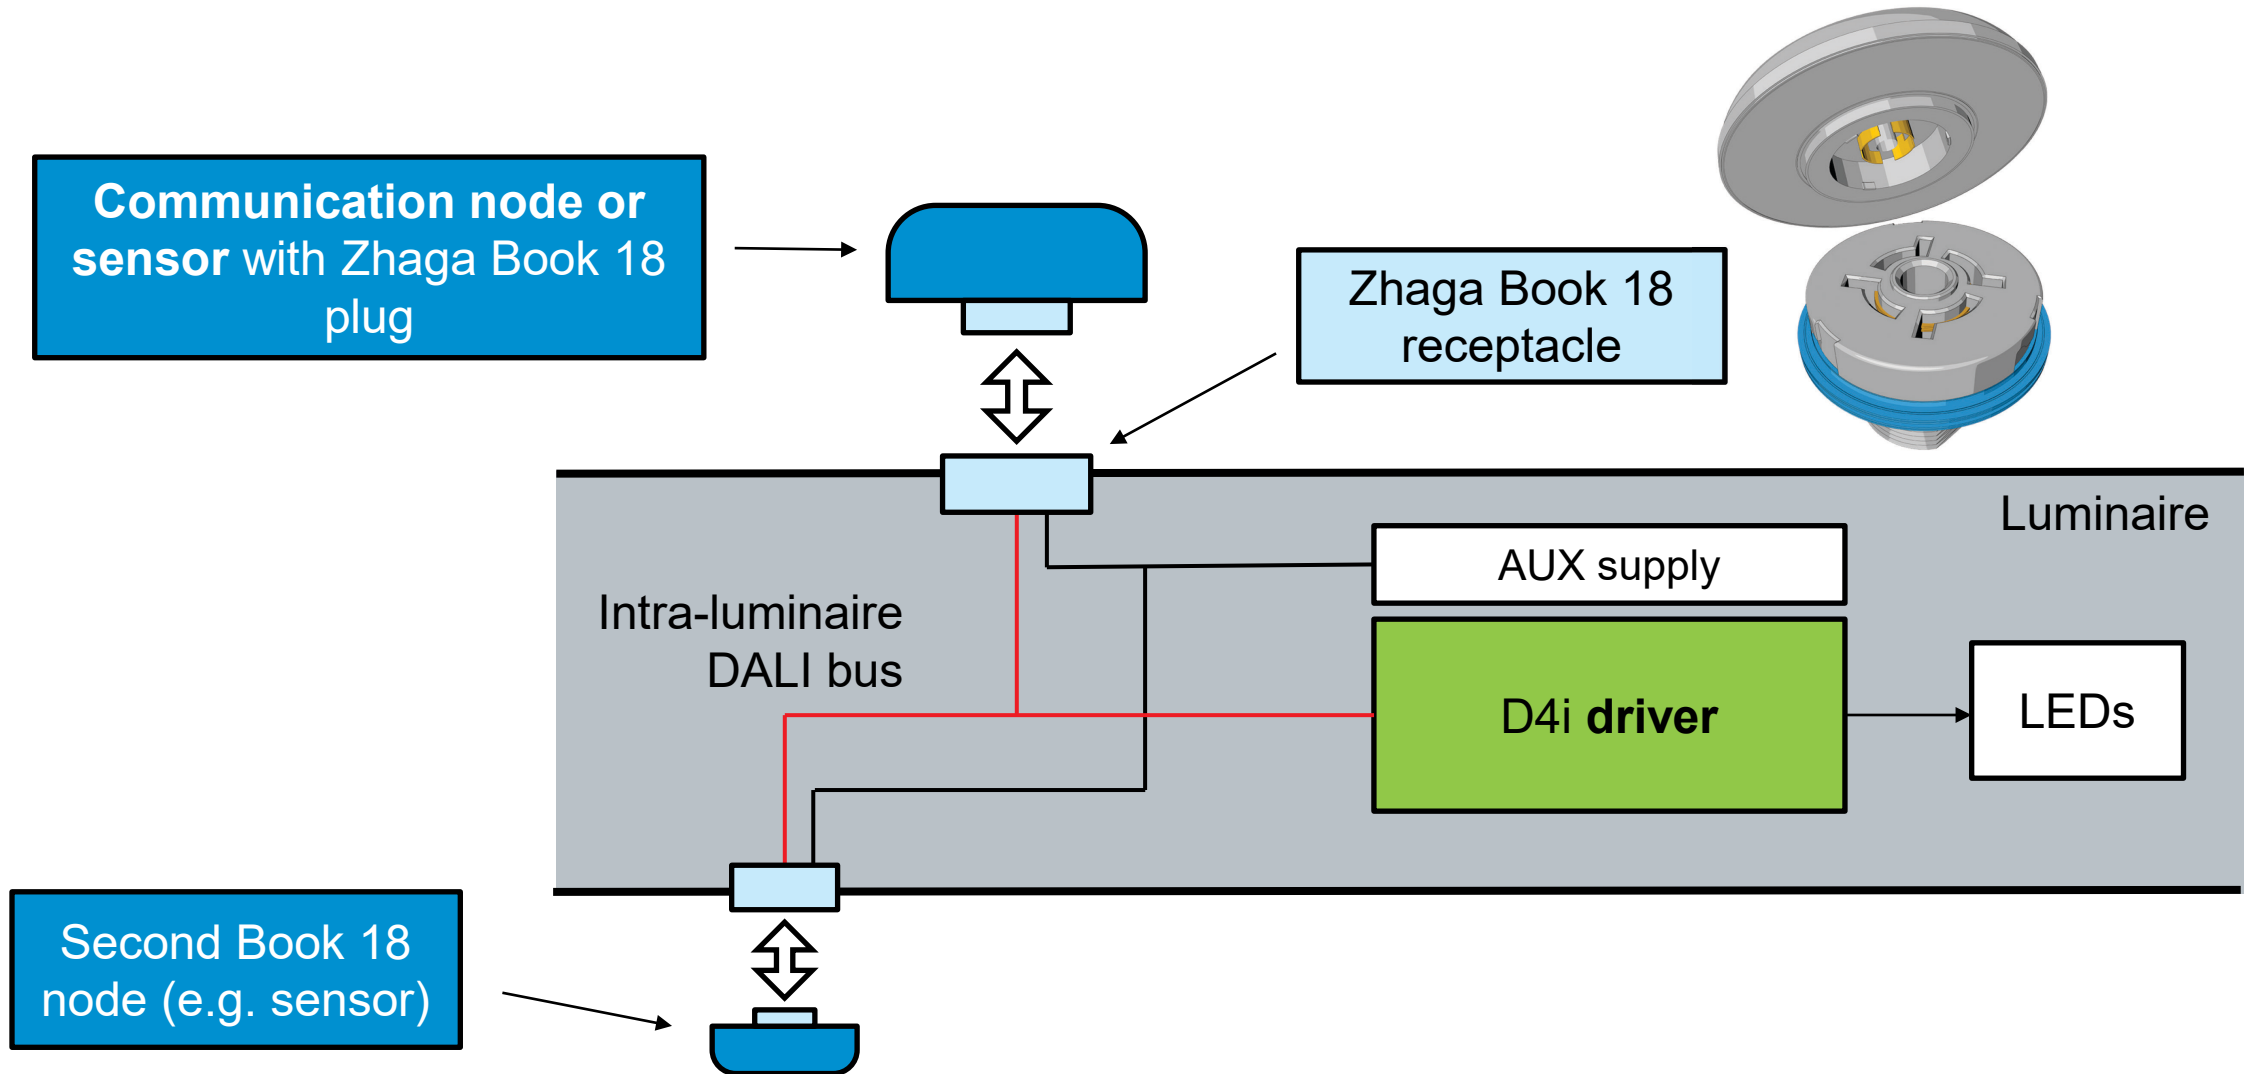 Communication node or
sensor with Zhaga Book 18
plug
Zhaga Book 18
receptacle
Luminaire
AUX supply
Intra-luminaire
DALI bus
D4i driver
LEDs
Second Book 18
node (e.g. sensor)